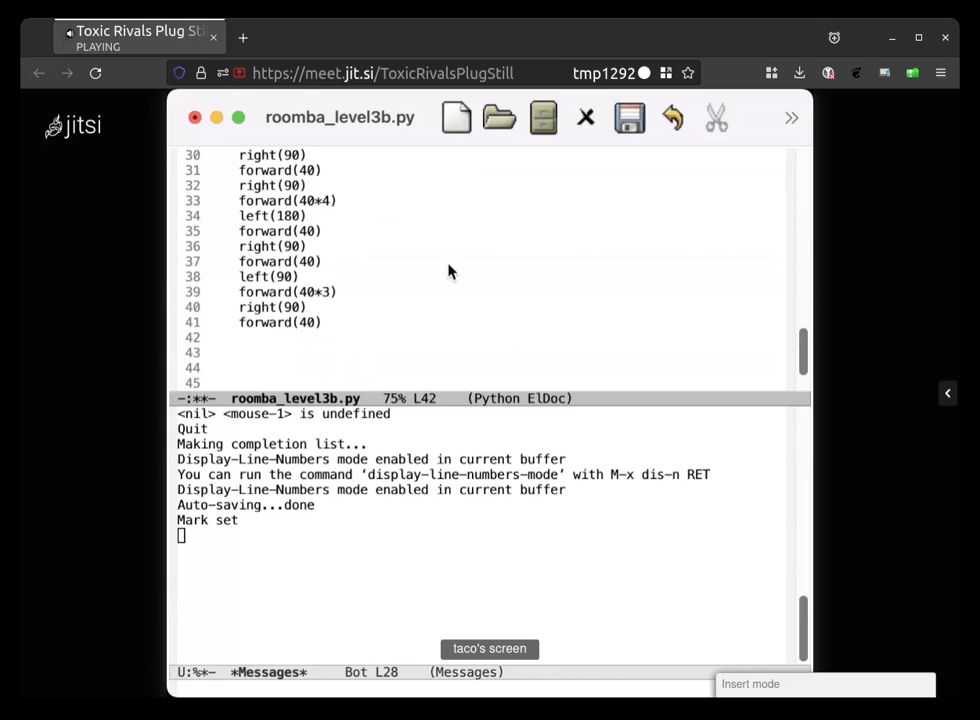 Toxic Rivals Plug Sti
PLAYING
https://meet.jit.si/ToxicRivalsPlugStill
tmp1292
jitsi
roomba_level3b.py
30 right(90)
31 forward(40)
32 right(90)
33 forward(40*4)
34 left(180)
35 forward(40)
36 right(90)
37 forward(40)
38 left(90)
39 forward(40*3)
40 right(90)
41 forward(40)
42
43
44
45
-:**- roomba_level3b.py 75% L42 (Python ElDoc)
<nil> <mouse-1> is undefined
Quit
Making completion list...
Display-Line-Numbers mode enabled in current buffer
You can run the command ‘display-line-numbers-mode’ with M-x dis-n RET
Display-Line-Numbers mode enabled in current buffer
Auto-saving...done
Mark set
taco's screen
U:%*- *Messages* Bot L28 (Messages)
Insert mode